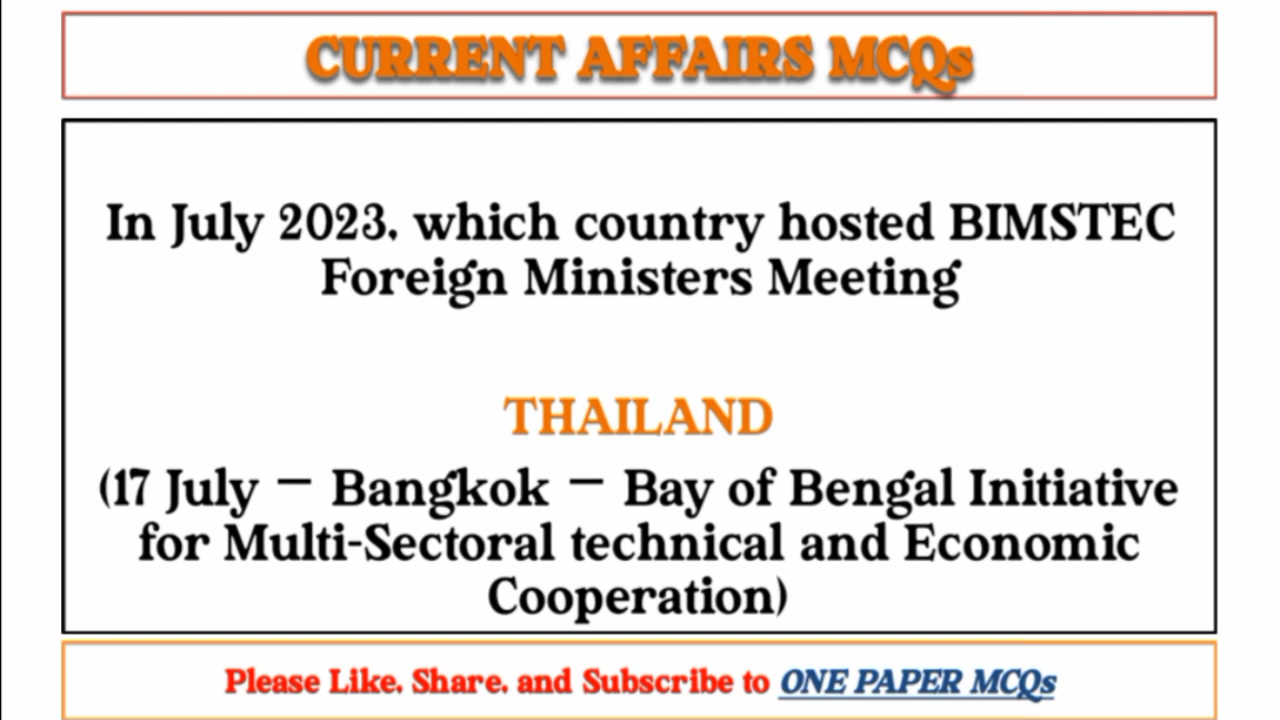 CURRENT AFFAIRS MCQs
In July 2023, which country hosted BIMSTEC
Foreign Ministers Meeting
THAILAND
(17 July – Bangkok – Bay of Bengal Initiative
for Multi-Sectoral technical and Economic
Cooperation)
Please Like, Share, and Subscribe to ONE PAPER MCQs